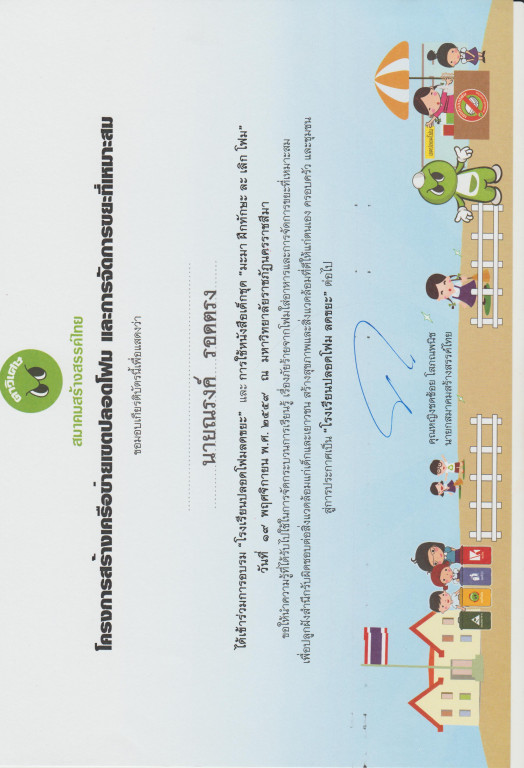 ตาวิเศษ
สมาคมสร้างสรรค์ไทย
โครงการสร้างเครือข่ายเขตปลอดโฟม และการจัดการขยะที่เหมาะสม
ขอมอบเกียรติบัตรนี้เพื่อแสดงว่า
นายณรงค์ รอดตรง
ได้เข้าร่วมการอบรม "โรงเรียนปลอดโฟมลดขยะ" และ การใช้หนังสือเด็กชุด "มะมา ฝึกทักษะ ละ เลิก โฟม"
วันที่ ๑๙ พฤศจิกายน พ.ศ. ๒๕๕๙ ณ มหาวิทยาลัยราชภัฏนครราชสีมา
ขอให้นำความรู้ที่ได้รับไปใช้ในการจัดกระบวนการเรียนรู้ เรื่องภัยร้ายจากโฟมใส่อาหารและการจัดการขยะที่เหมาะสม
เพื่อปลูกฝังสำนึกรับผิดชอบต่อสิ่งแวดล้อมแก่เด็กและเยาวชน สร้างสุขภาพและสิ่งแวดล้อมที่ดีให้แก่ตนเอง ครอบครัว และชุมชน
สู่การประกาศเป็น "โรงเรียนปลอดโฟม ลดขยะ" ต่อไป
คุณหญิงชดช้อย โสภณพนิช
นายกสมาคมสร้างสรรค์ไทย